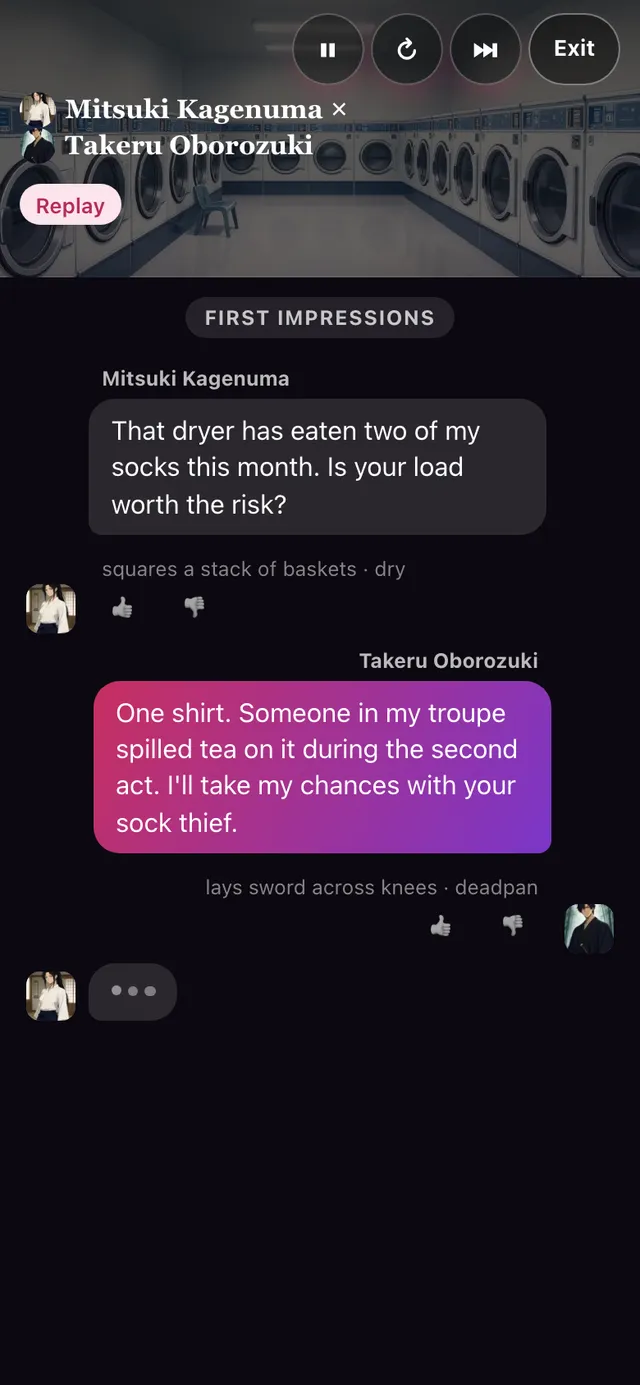 Exit
Mitsuki Kagenuma ×
Takeru Oborozuki
Replay
FIRST IMPRESSIONS
Mitsuki Kagenuma
That dryer has eaten two of my
socks this month. Is your load
worth the risk?
squares a stack of baskets · dry
Takeru Oborozuki
One shirt. Someone in my troupe
spilled tea on it during the second
act. I'll take my chances with your
sock thief.
lays sword across knees · deadpan